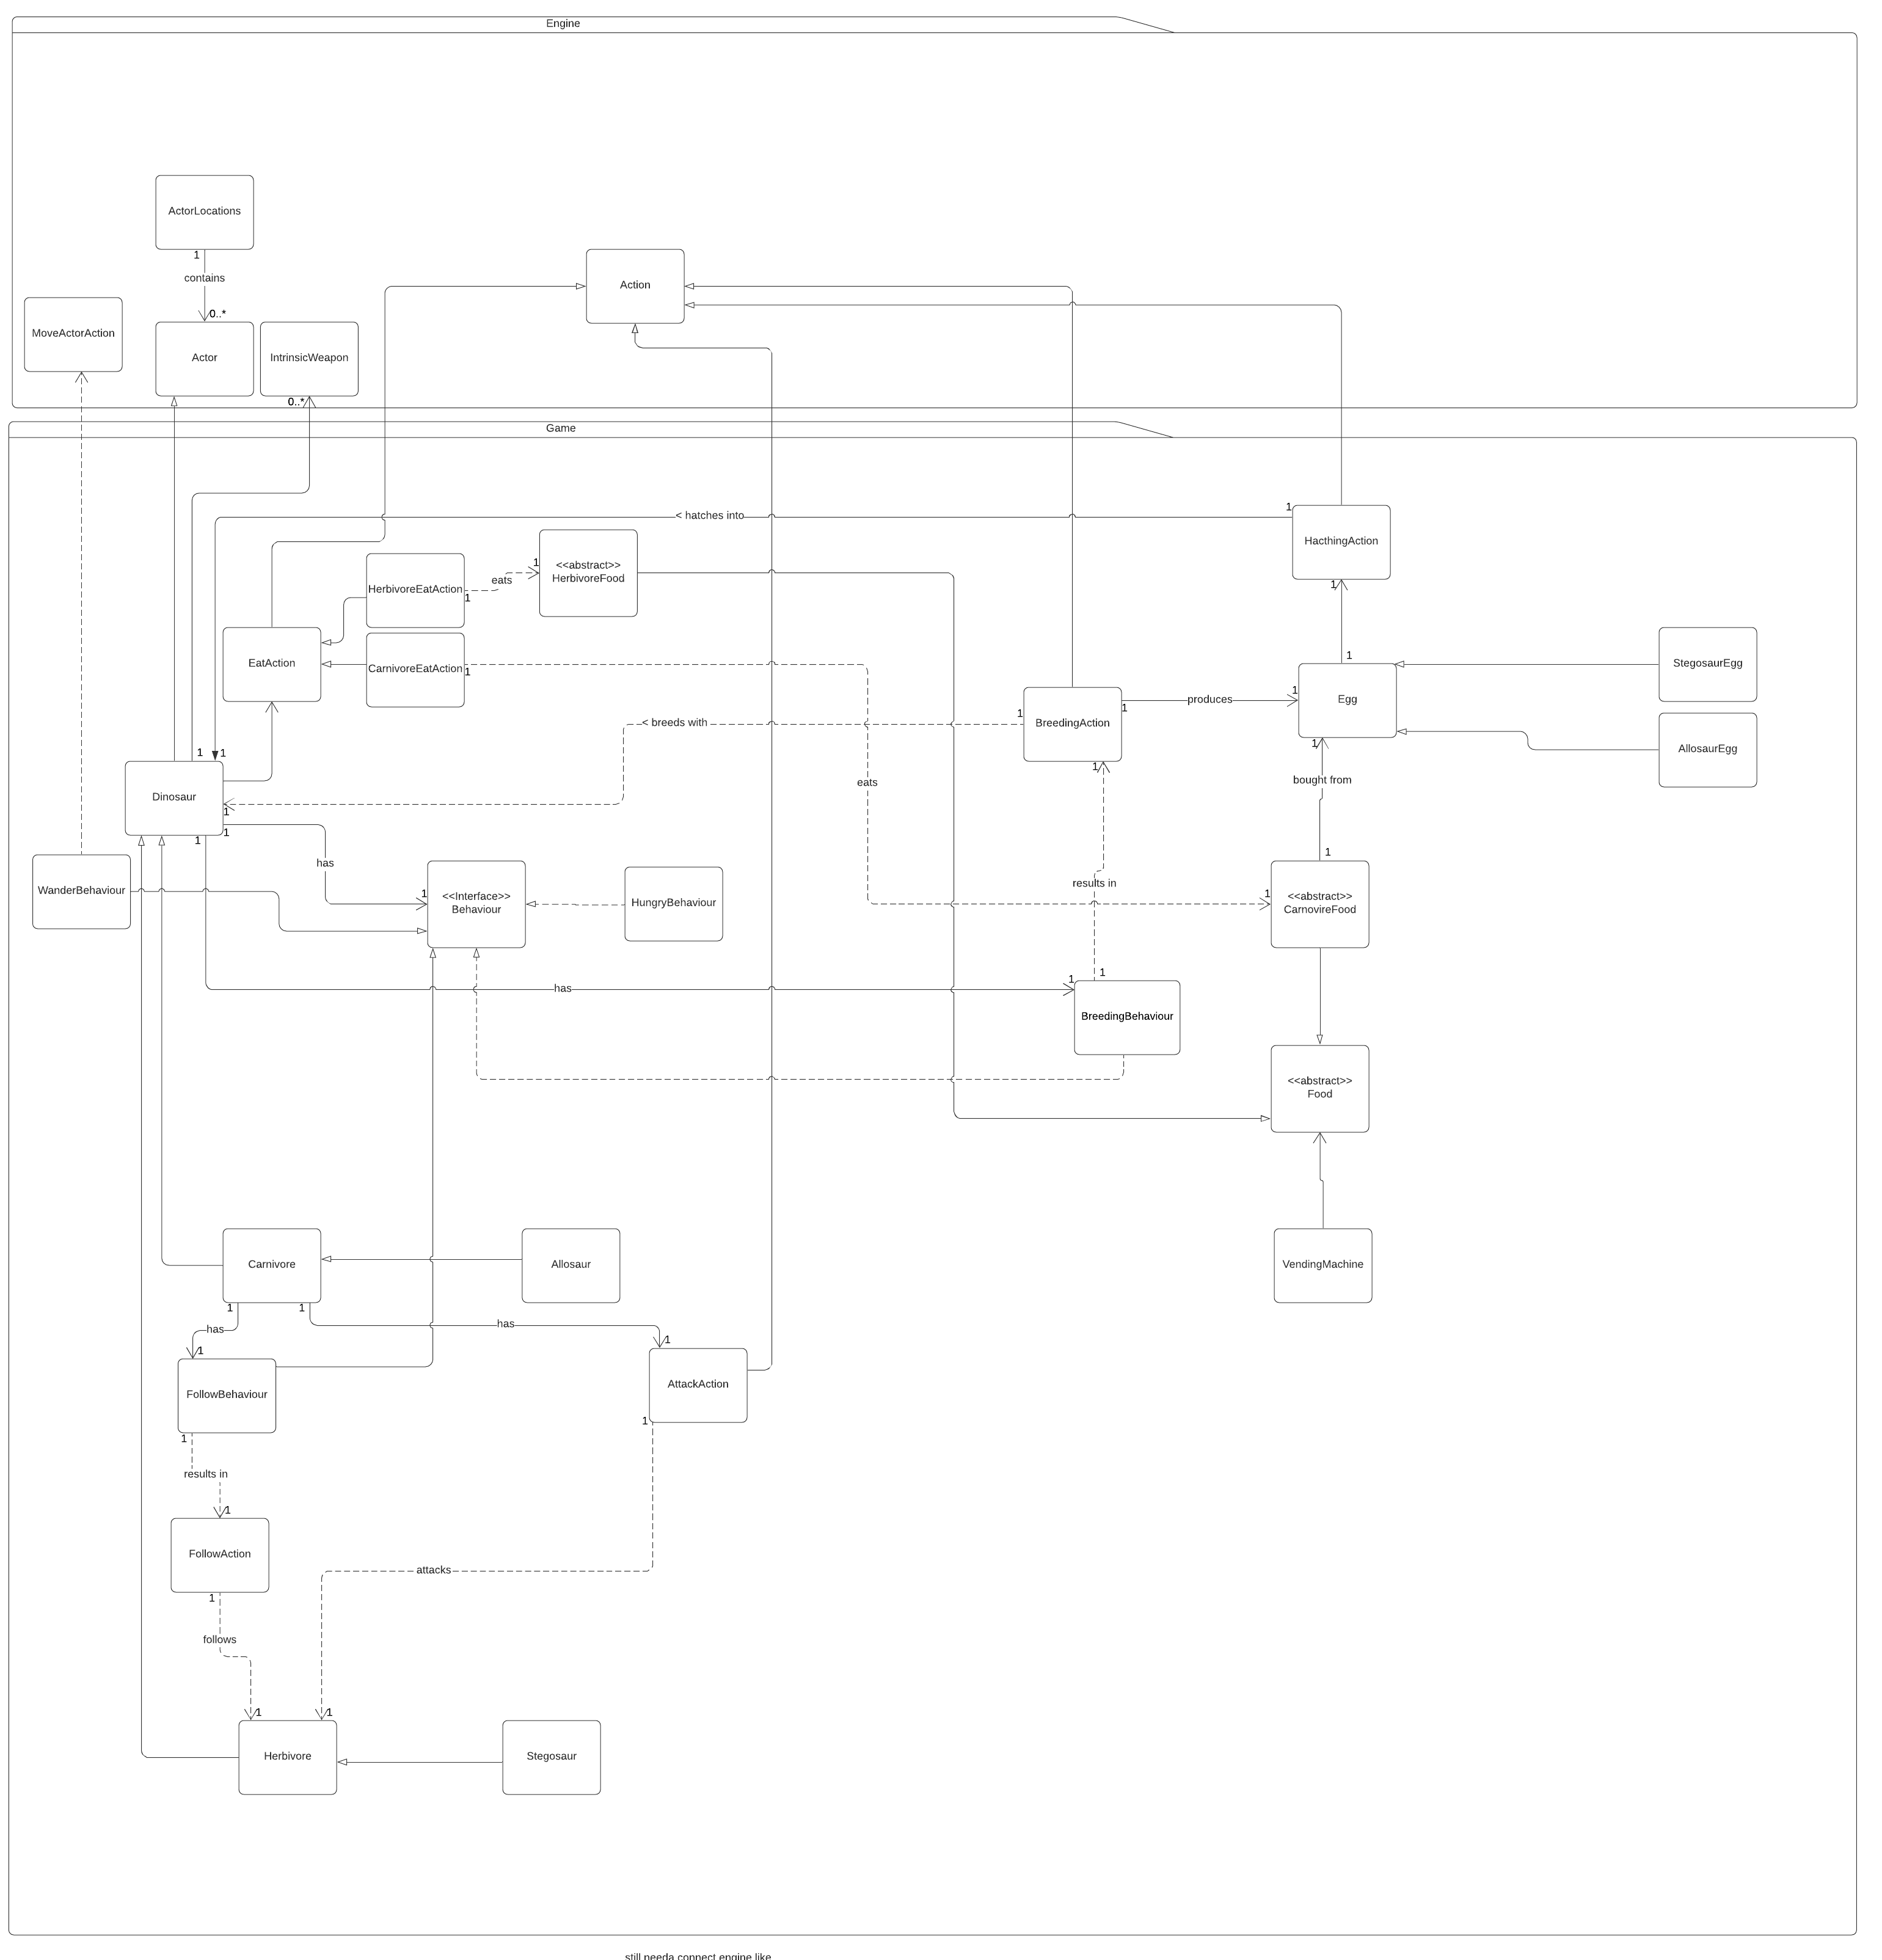 Engine
ActorLocations
1
contains
0..*
MoveActorAction
Actor
IntrinsicWeapon
0..*
Action
Game
< hatches into
1
HacthingAction
1
HerbivoreEatAction
1
eats
1
<<abstract>>
HerbivoreFood
EatAction
CarnivoreEatAction
1
BreedingAction
1
1
1
produces
1
1
Egg
1
StegosaurEgg
AllosaurEgg
< breeds with
1
1
Dinosaur
1
1
1
eats
bought from
1
has
1
WanderBehaviour
<<Interface>>
Behaviour
HungryBehaviour
results in
1
<<abstract>>
CarnovireFood
has
1
1
BreedingBehaviour
<<abstract>>
Food
Carnivore
1
1
Allosaur
VendingMachine
has
1
has
1
FollowBehaviour
1
AttackAction
1
results in
1
FollowAction
1
attacks
follows
1
1
Herbivore
Stegosaur
still needa connect engine like